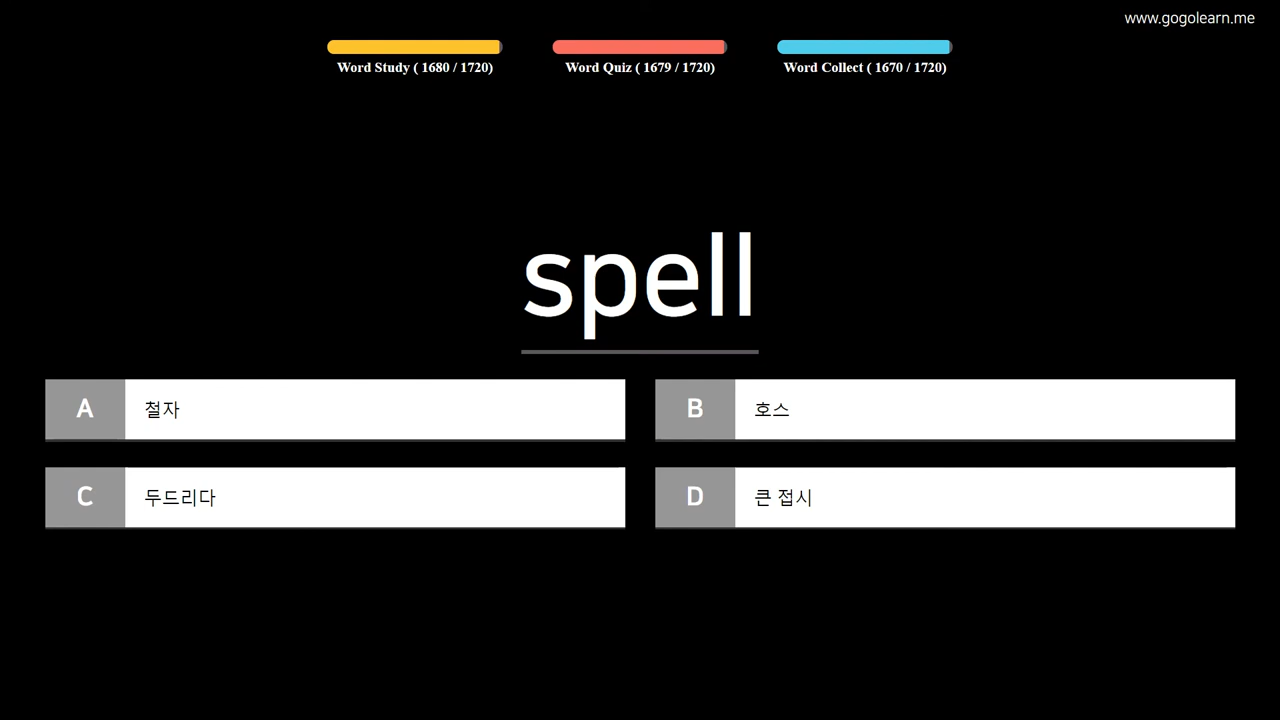 www.gogolearn.me
Word Study ( 1680 / 1720)
Word Quiz ( 1679 / 1720)
Word Collect ( 1670 / 1720)
spell
A 철자
B 호스
C 두드리다
D 큰 접시